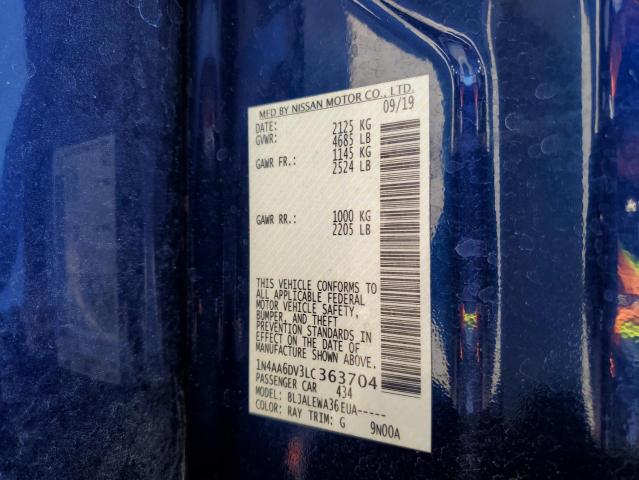 MFD BY NISSAN MOTOR CO., LTD.
09/19
DATE: 2125 KG
GVWR: 4685 LB
GAWR FR.: 1145 KG
2524 LB
GAWR RR.: 1000 KG
2205 LB
THIS VEHICLE CONFORMS TO
ALL APPLICABLE FEDERAL
MOTOR VEHICLE SAFETY,
BUMPER, AND THEFT
PREVENTION STANDARDS IN
EFFECT ON THE DATE OF
MANUFACTURE SHOWN ABOVE.
1N4AA6DV3LC363704
PASSENGER CAR 434
MODEL: BLJALEWA36EUA-----
COLOR: RAY TRIM: G 9N00A